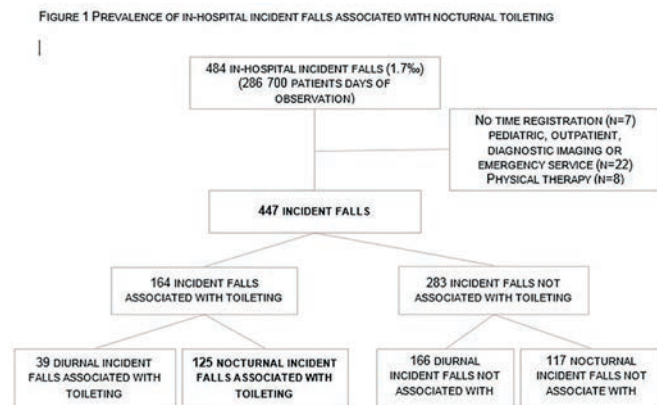 FIGURE 1 PREVALENCE OF IN-HOSPITAL INCIDENT FALLS ASSOCIATED WITH NOCTURNAL TOILETING
484 IN-HOSPITAL INCIDENT FALLS (1.7‰)
(286 700 PATIENTS DAYS OF
OBSERVATION)
NO TIME REGISTRATION (N=7)
PEDIATRIC, OUTPATIENT,
DIAGNOSTIC IMAGING OR
EMERGENCY SERVICE (N=22)
PHYSICAL THERAPY (N=8)
447 INCIDENT FALLS
164 INCIDENT FALLS
ASSOCIATED WITH TOILETING
283 INCIDENT FALLS NOT
ASSOCIATED WITH TOILETING
39 DIURNAL INCIDENT
FALLS ASSOCIATED WITH
TOILETING
125 NOCTURNAL INCIDENT
FALLS ASSOCIATED WITH
TOILETING
166 DIURNAL
INCIDENT FALLS NOT
ASSOCIATED WITH
117 NOCTURNAL
INCIDENT FALLS NOT
ASSOCIATE WITH